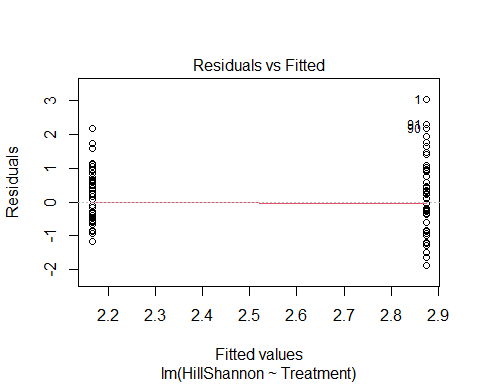 Residuals vs Fitted
Residuals
3
2
1
0
-1
-2
1
91
90
2.2 2.3 2.4 2.5 2.6 2.7 2.8 2.9
Fitted values
lm(HillShannon ~ Treatment)